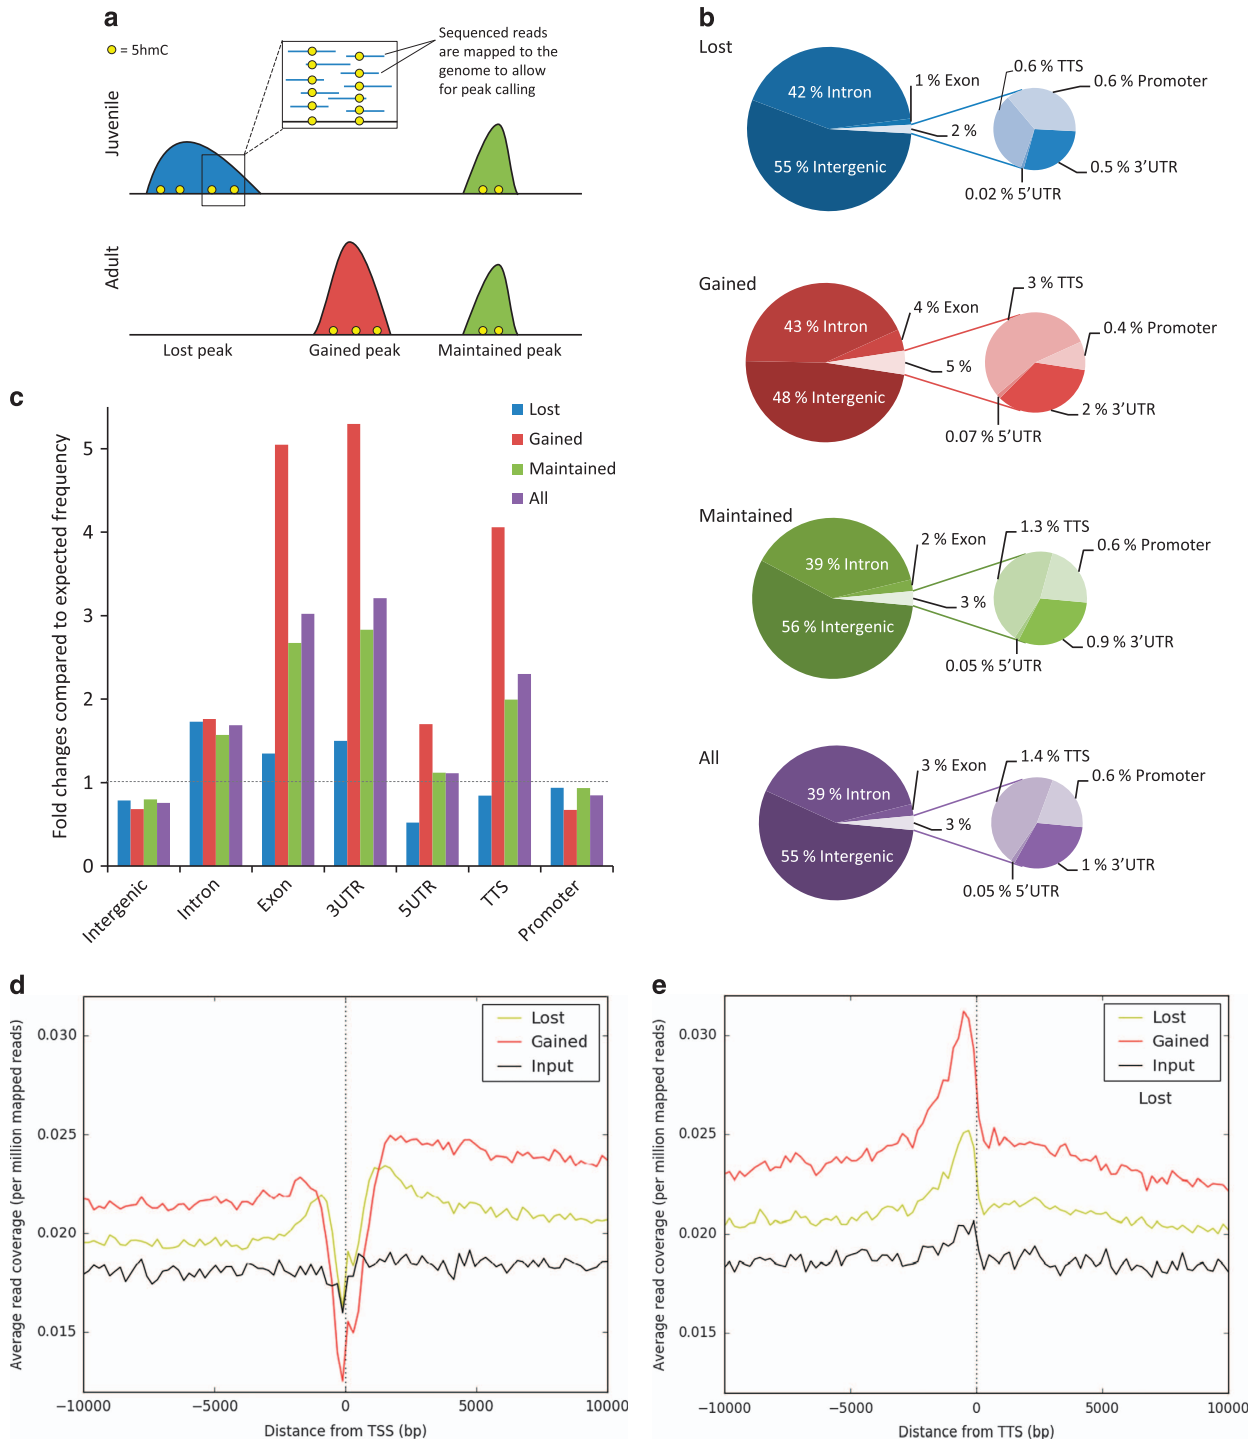 a
= 5hmC
Sequenced reads
are mapped to the
genome to allow
for peak calling
Juvenile
Adult
Lost peak
Gained peak
Maintained peak
b
Lost
42 % Intron
1 % Exon
55 % Intergenic
2 %
0.6 % TTS
0.6 % Promoter
0.5 % 3’UTR
0.02 % 5’UTR
Gained
43 % Intron
4 % Exon
48 % Intergenic
5 %
3 % TTS
0.4 % Promoter
2 % 3’UTR
0.07 % 5’UTR
Maintained
39 % Intron
2 % Exon
56 % Intergenic
3 %
1.3 % TTS
0.6 % Promoter
0.9 % 3’UTR
0.05 % 5’UTR
All
39 % Intron
3 % Exon
55 % Intergenic
3 %
1.4 % TTS
0.6 % Promoter
1 % 3’UTR
0.05 % 5’UTR
c
Fold changes compared to expected frequency
5
4
3
2
1
0
Lost
Gained
Maintained
All
Intergenic
Intron
Exon
3UTR
5UTR
TTS
Promoter
d
Average read coverage (per million mapped reads)
0.030
0.025
0.020
0.015
Lost
Gained
Input
−10000
−5000
0
5000
10000
Distance from TSS (bp)
e
Average read coverage (per million mapped reads)
0.030
0.025
0.020
0.015
Lost
Gained
Input
Lost
−10000
−5000
0
5000
10000
Distance from TTS (bp)